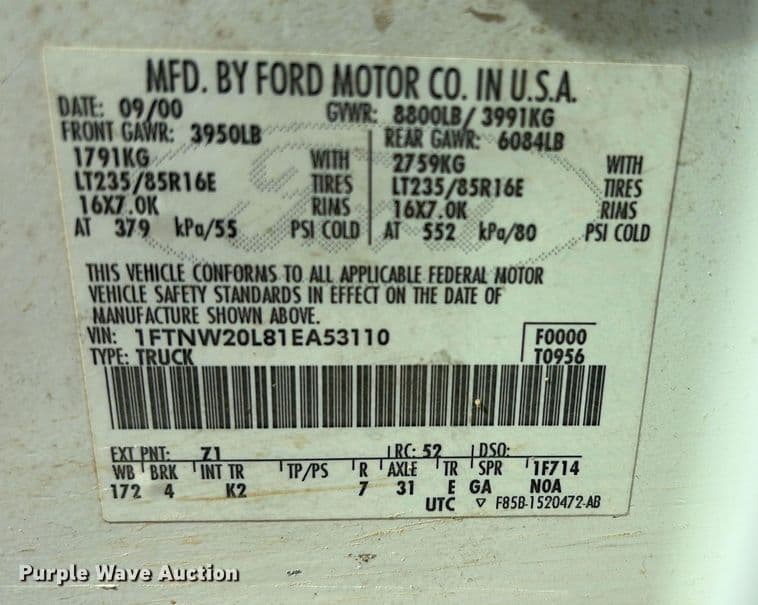 MFD. BY FORD MOTOR CO. IN U.S.A.
DATE: 09/00 GVWR: 8800LB/ 3991KG
FRONT GAWR: 3950LB REAR GAWR: 6084LB
1791KG WITH 2759KG WITH
LT235/85R16E TIRES LT235/85R16E TIRES
16X7.0K RIMS 16X7.0K RIMS
AT 379 kPa/55 PSI COLD AT 552 kPa/80 PSI COLD
THIS VEHICLE CONFORMS TO ALL APPLICABLE FEDERAL MOTOR
VEHICLE SAFETY STANDARDS IN EFFECT ON THE DATE OF
MANUFACTURE SHOWN ABOVE.
VIN: 1FTNW20L81EA53110 F0000
TYPE: TRUCK T0956
EXT PNT: Z1 RC: 52 DSO:
WB BRK INT TR TP/PS R AXLE TR SPR 1F714
172 4 K2 7 31 E GA N0A
UTC ▽ F85B-1520472-AB
Purple Wave Auction